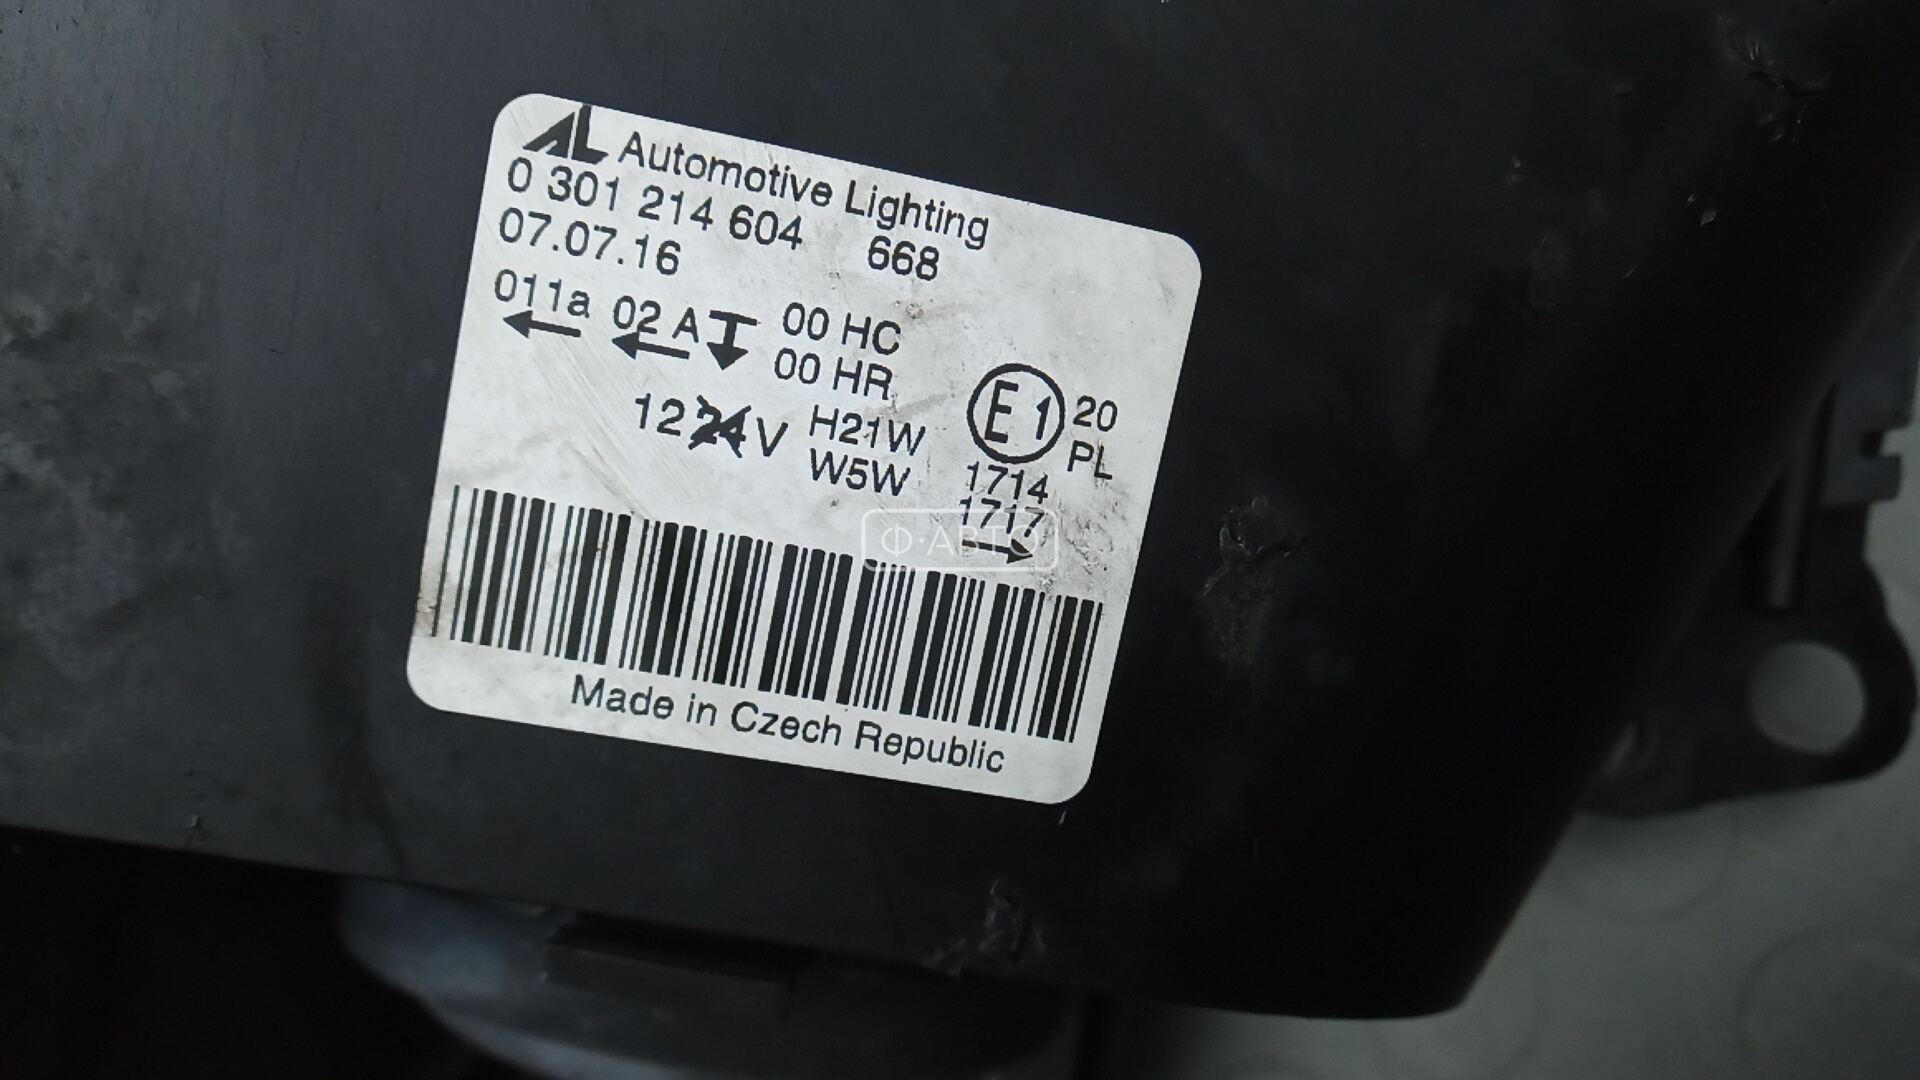 AL Automotive Lighting
0 301 214 604 668
07.07.16
011a 02 A 00 HC
00 HR
12 24 V H21W
W5W
E1 20
PL
1714
1717
Ф·АВТО
Made in Czech Republic